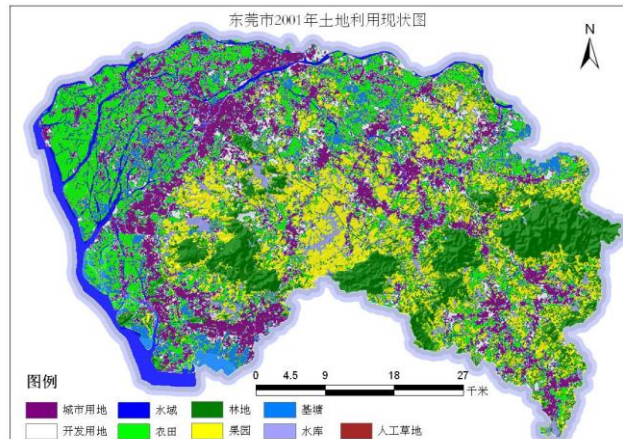 东莞市2001年土地利用现状图
N
图例
0 4.5 9 18 27
千米
城市用地 水域 林地 基塘
开发用地 农田 果园 水库 人工草地